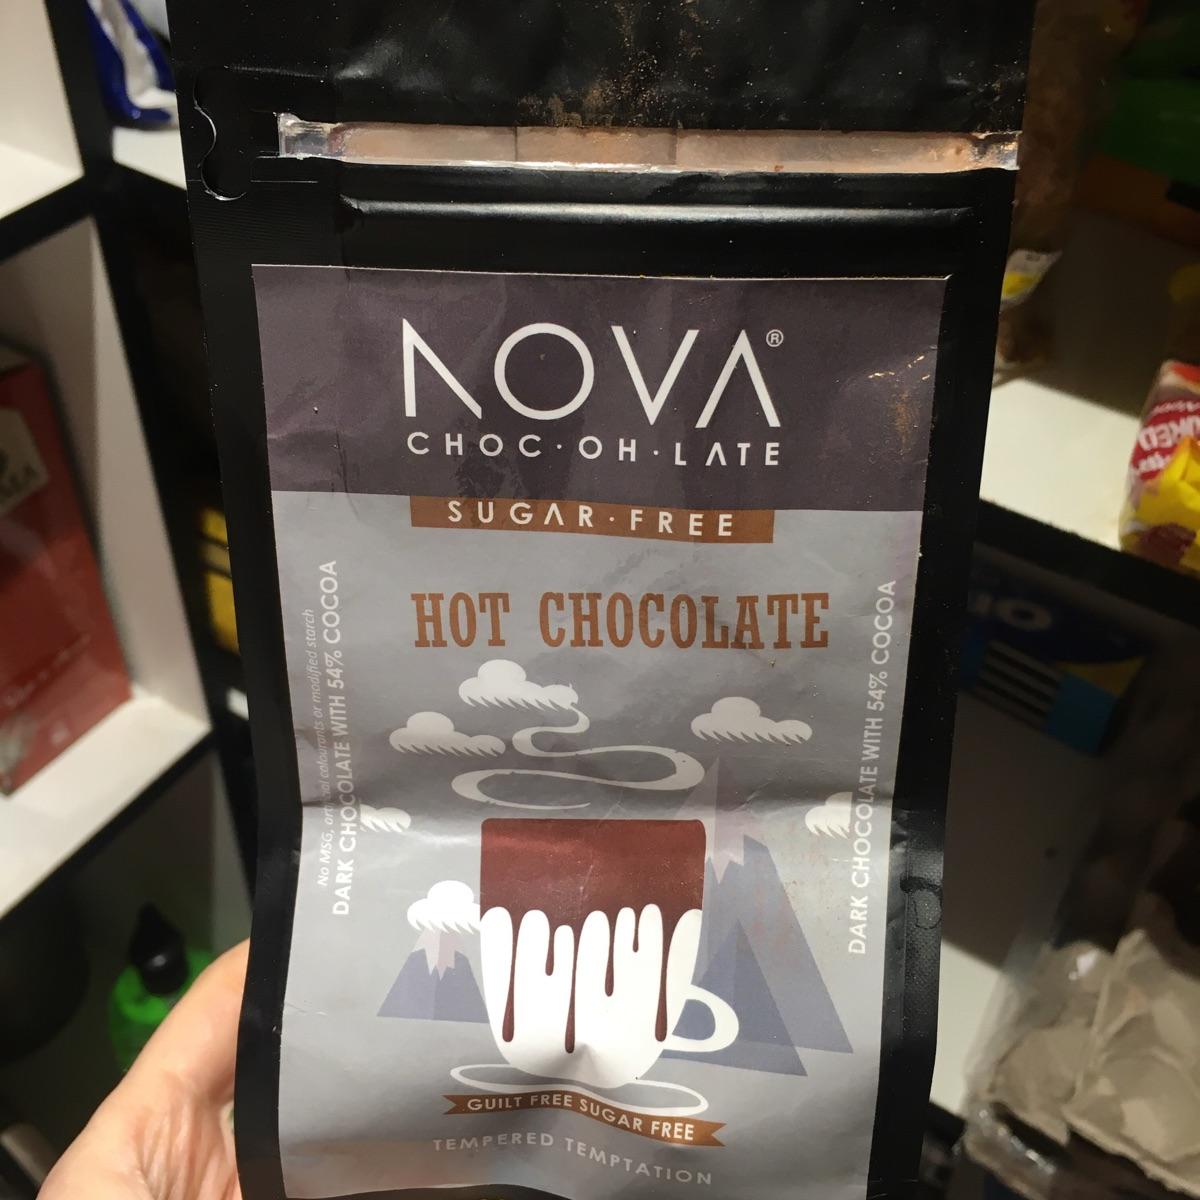 NOVA®
CHOC·OH·LATE
SUGAR·FREE
HOT CHOCOLATE
No MSG, artificial colourants or modified starch
DARK CHOCOLATE WITH 54% COCOA
DARK CHOCOLATE WITH 54% COCOA
GUILT FREE SUGAR FREE
TEMPERED TEMPTATION